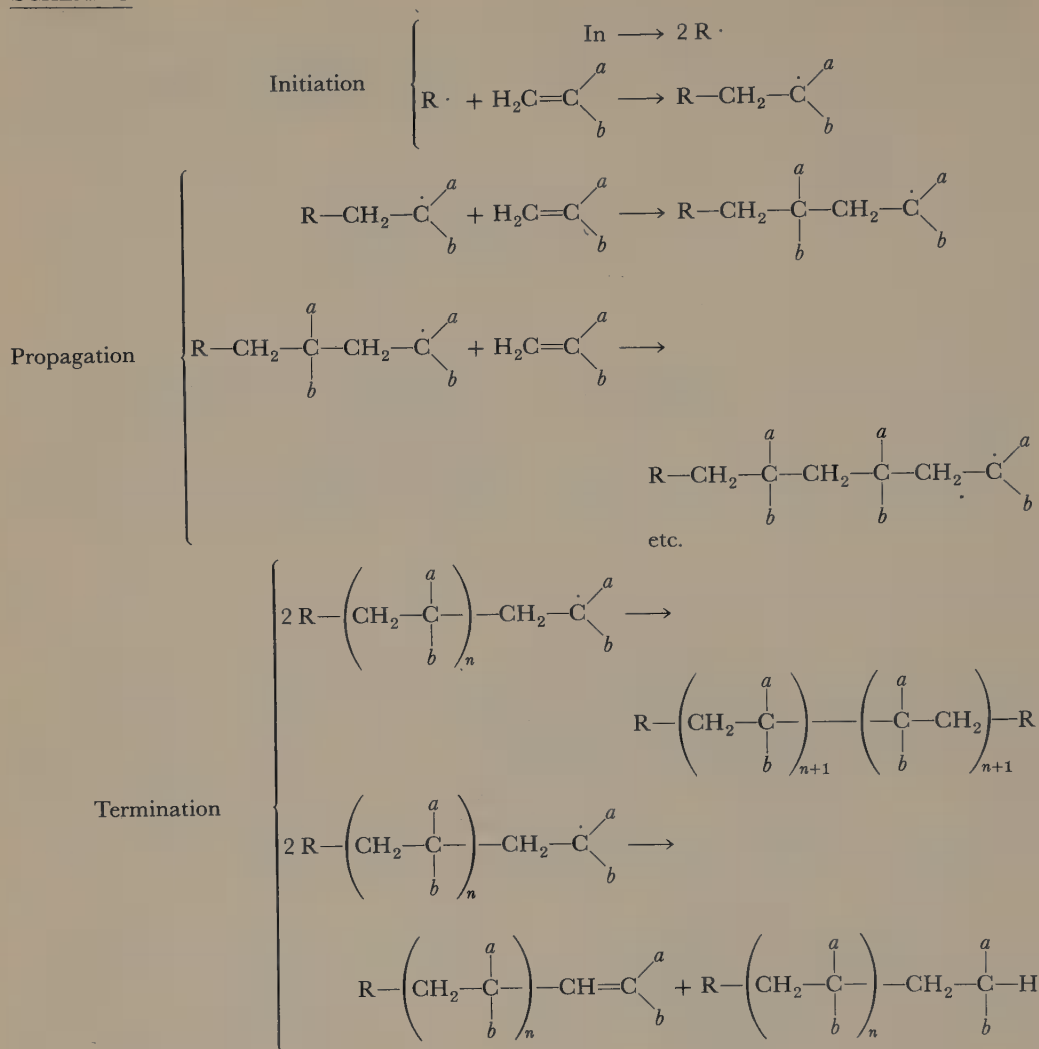 In ⟶ 2 R ·
a
Initiation R · + H₂C=C ⟶ R—CH₂—Ċ a
b b
a a a a
R—CH₂—Ċ + H₂C=C ⟶ R—CH₂—C—CH₂—Ċ
b b b b
a a a
Propagation R—CH₂—C—CH₂—Ċ + H₂C=C ⟶
b b b
a a a
R—CH₂—C—CH₂—C—CH₂—Ċ
b b b
etc.
a a
2 R—(CH₂—C—)ₙ—CH₂—Ċ ⟶
b b
a a
R—(CH₂—C—)ₙ₊₁—(—C—CH₂)ₙ₊₁—R
b b
Termination
a a
2 R—(CH₂—C—)ₙ—CH₂—Ċ ⟶
b b
a a a a
R—(CH₂—C—)ₙ—CH=C + R—(CH₂—C—)ₙ—CH₂—C—H
b b b b